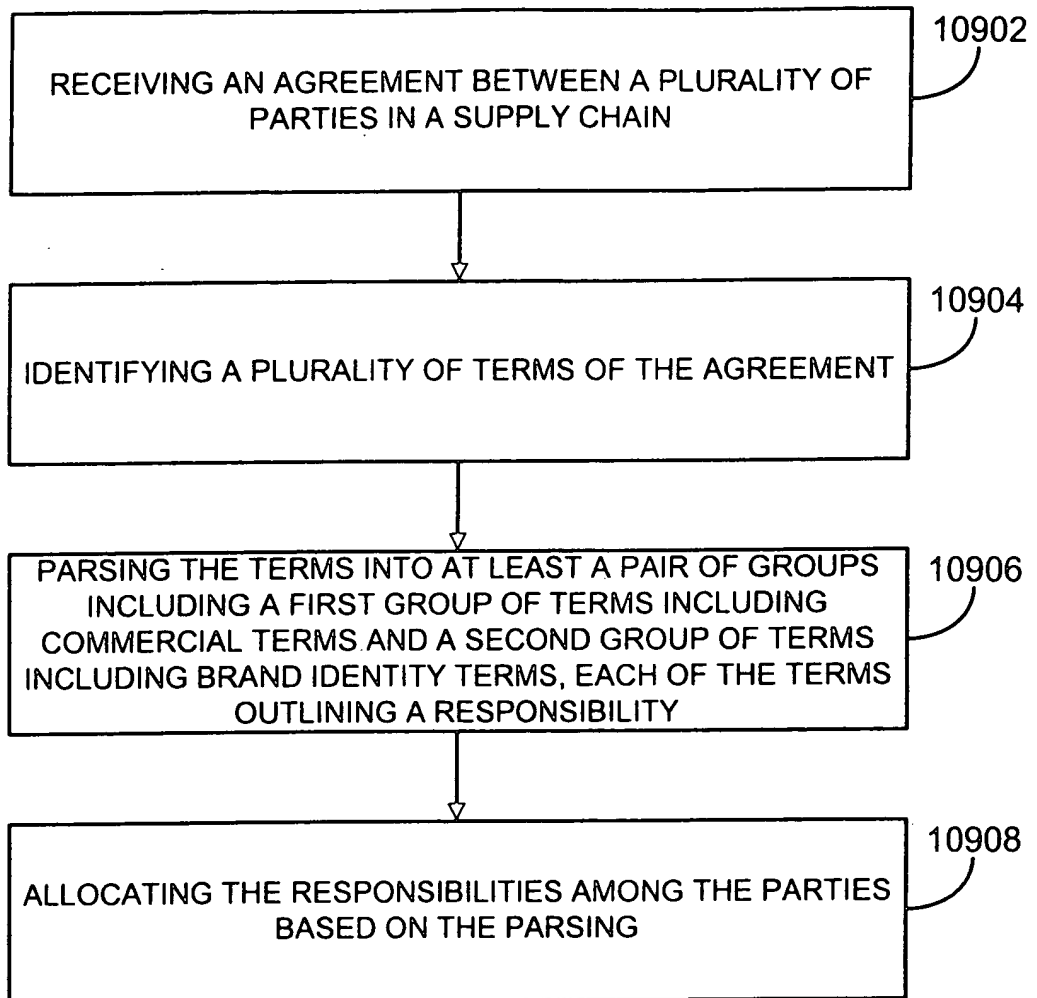 10902
RECEIVING AN AGREEMENT BETWEEN A PLURALITY OF
PARTIES IN A SUPPLY CHAIN
10904
IDENTIFYING A PLURALITY OF TERMS OF THE AGREEMENT
10906
PARSING THE TERMS INTO AT LEAST A PAIR OF GROUPS
INCLUDING A FIRST GROUP OF TERMS INCLUDING
COMMERCIAL TERMS AND A SECOND GROUP OF TERMS
INCLUDING BRAND IDENTITY TERMS, EACH OF THE TERMS
OUTLINING A RESPONSIBILITY
10908
ALLOCATING THE RESPONSIBILITIES AMONG THE PARTIES
BASED ON THE PARSING